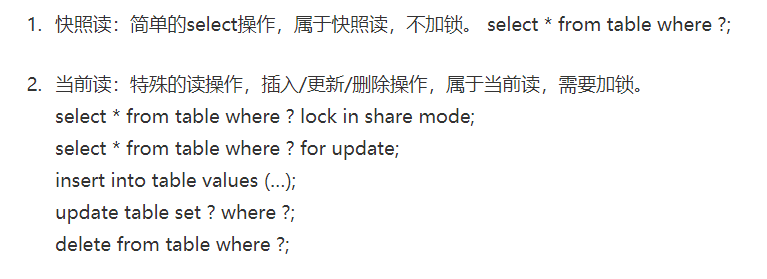 1. 快照读：简单的select操作，属于快照读，不加锁。 select * from table where ?;
2. 当前读：特殊的读操作，插入/更新/删除操作，属于当前读，需要加锁。
select * from table where ? lock in share mode;
select * from table where ? for update;
insert into table values (...);
update table set ? where ?;
delete from table where ?;